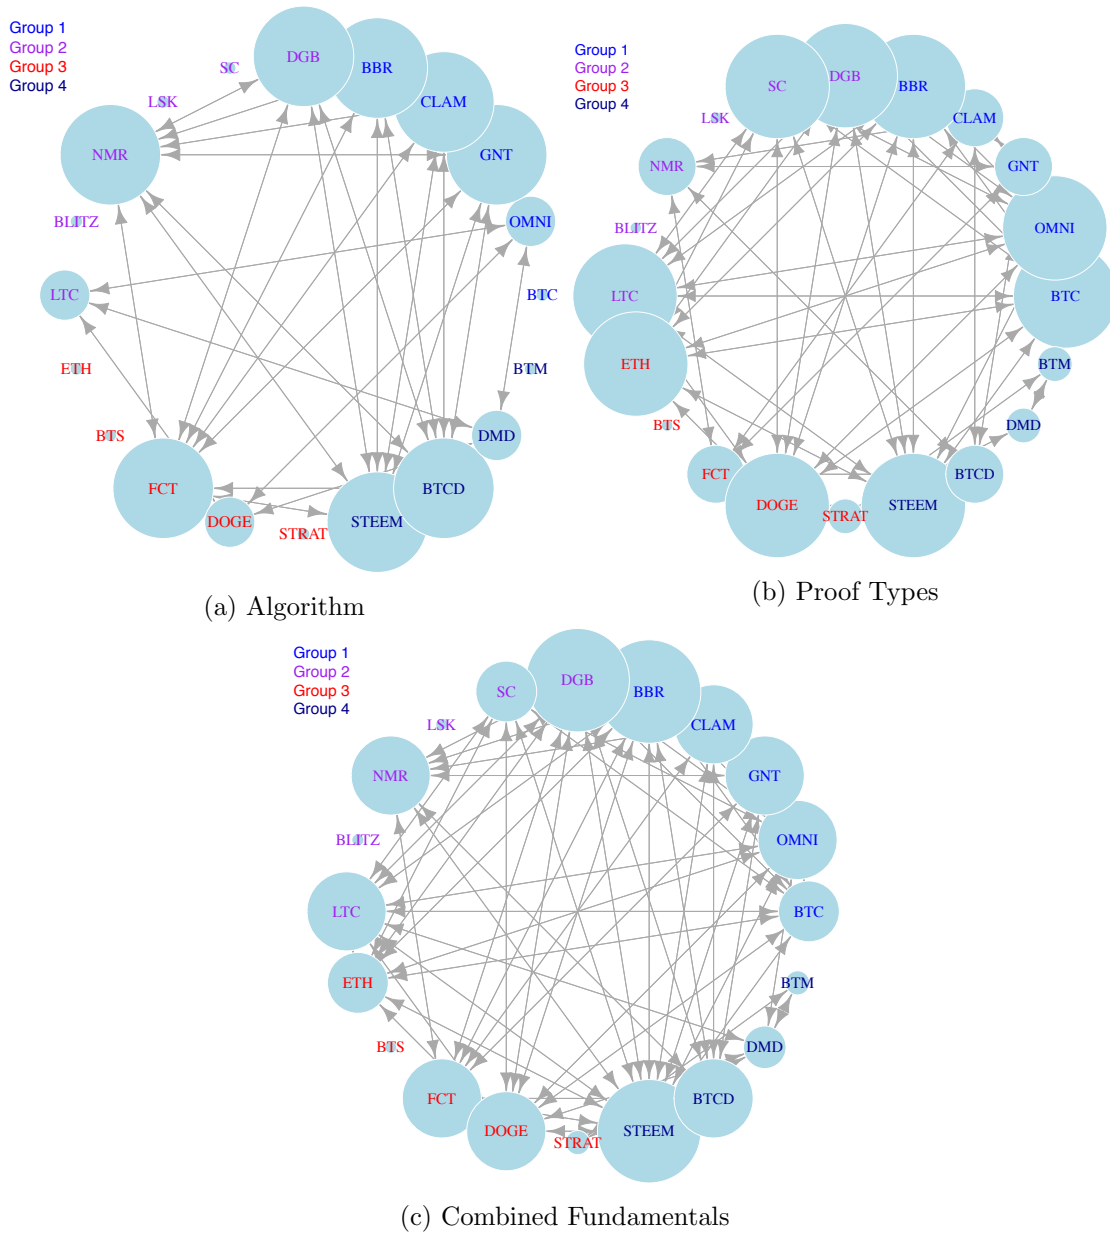 Group 1
Group 2
Group 3
Group 4
DGB
BBR
SC
CLAM
LSK
NMR
GNT
BLITZ
OMNI
LTC
BTC
ETH
BTM
BTS
DMD
FCT
BTCD
DOGE
STRAT
STEEM
(a) Algorithm
Group 1
Group 2
Group 3
Group 4
SC
DGB
BBR
LSK
CLAM
NMR
GNT
BLITZ
OMNI
LTC
BTC
ETH
BTM
BTS
DMD
FCT
BTCD
DOGE
STRAT
STEEM
(b) Proof Types
Group 1
Group 2
Group 3
Group 4
SC
DGB
BBR
LSK
CLAM
NMR
GNT
BLITZ
OMNI
LTC
BTC
ETH
BTM
BTS
DMD
FCT
BTCD
DOGE
STRAT
STEEM
(c) Combined Fundamentals